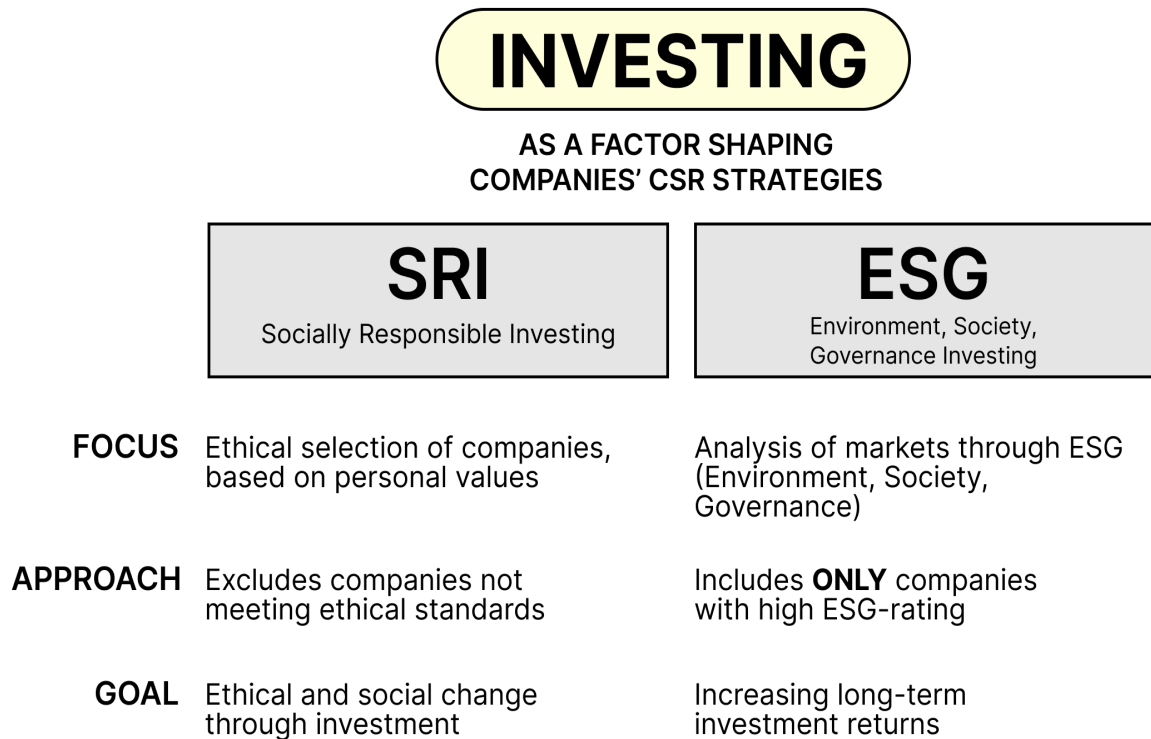 INVESTING
AS A FACTOR SHAPING
COMPANIES’ CSR STRATEGIES
SRI
Socially Responsible Investing
ESG
Environment, Society,
Governance Investing
FOCUS
Ethical selection of companies,
based on personal values
Analysis of markets through ESG
(Environment, Society,
Governance)
APPROACH
Excludes companies not
meeting ethical standards
Includes ONLY companies
with high ESG-rating
GOAL
Ethical and social change
through investment
Increasing long-term
investment returns